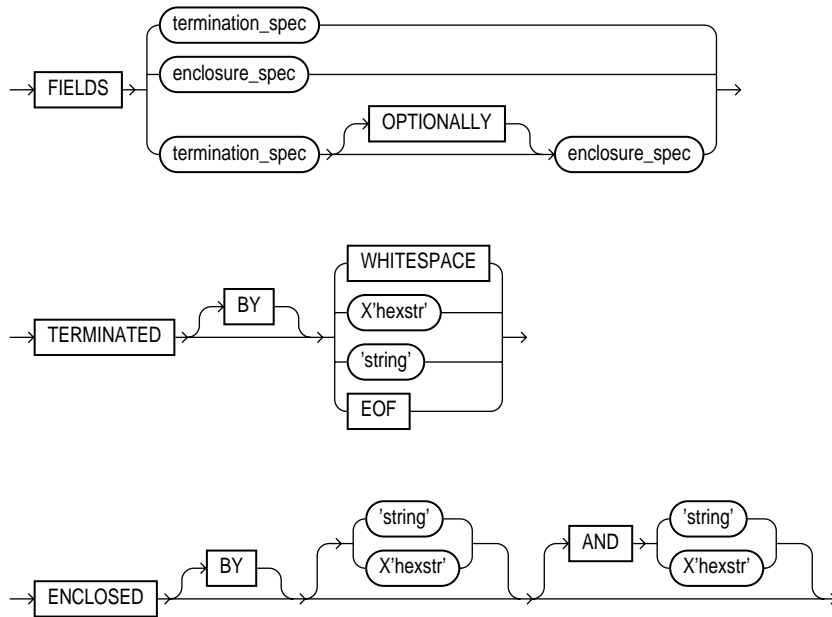 termination_spec
FIELDS enclosure_spec
OPTIONALLY
termination_spec enclosure_spec
WHITESPACE
BY X'hexstr'
TERMINATED
'string'
EOF
'string' AND 'string'
BY X'hexstr' X'hexstr'
ENCLOSED